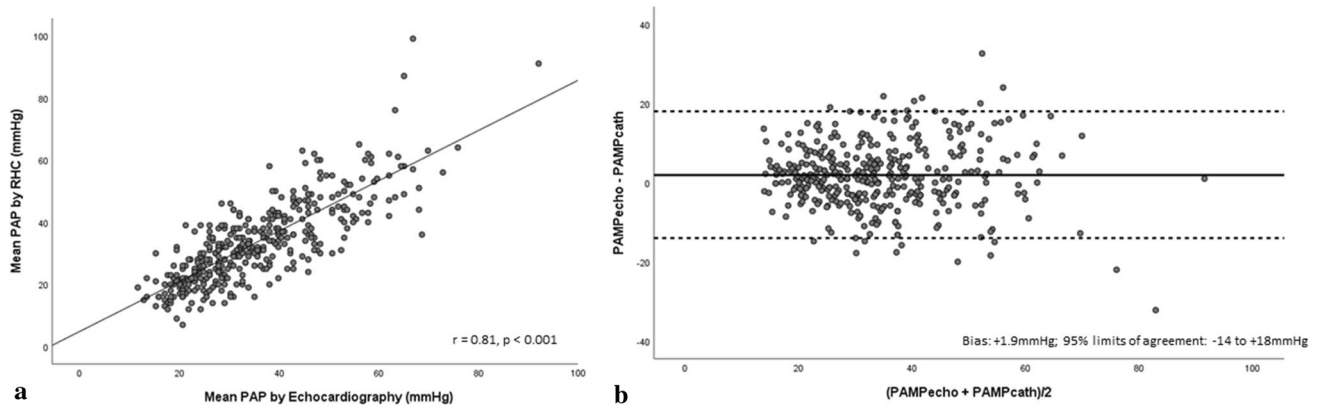 100
80
60
40
20
0
Mean PAP by RHC (mmHg)
r = 0.81, p < 0.001
0 20 40 60 80 100
Mean PAP by Echocardiography (mmHg)
a
40
20
0
-20
-40
PAMPecho - PAMPcath
Bias: +1.9mmHg; 95% limits of agreement: -14 to +18mmHg
0 20 40 60 80 100
(PAMPecho + PAMPcath)/2
b